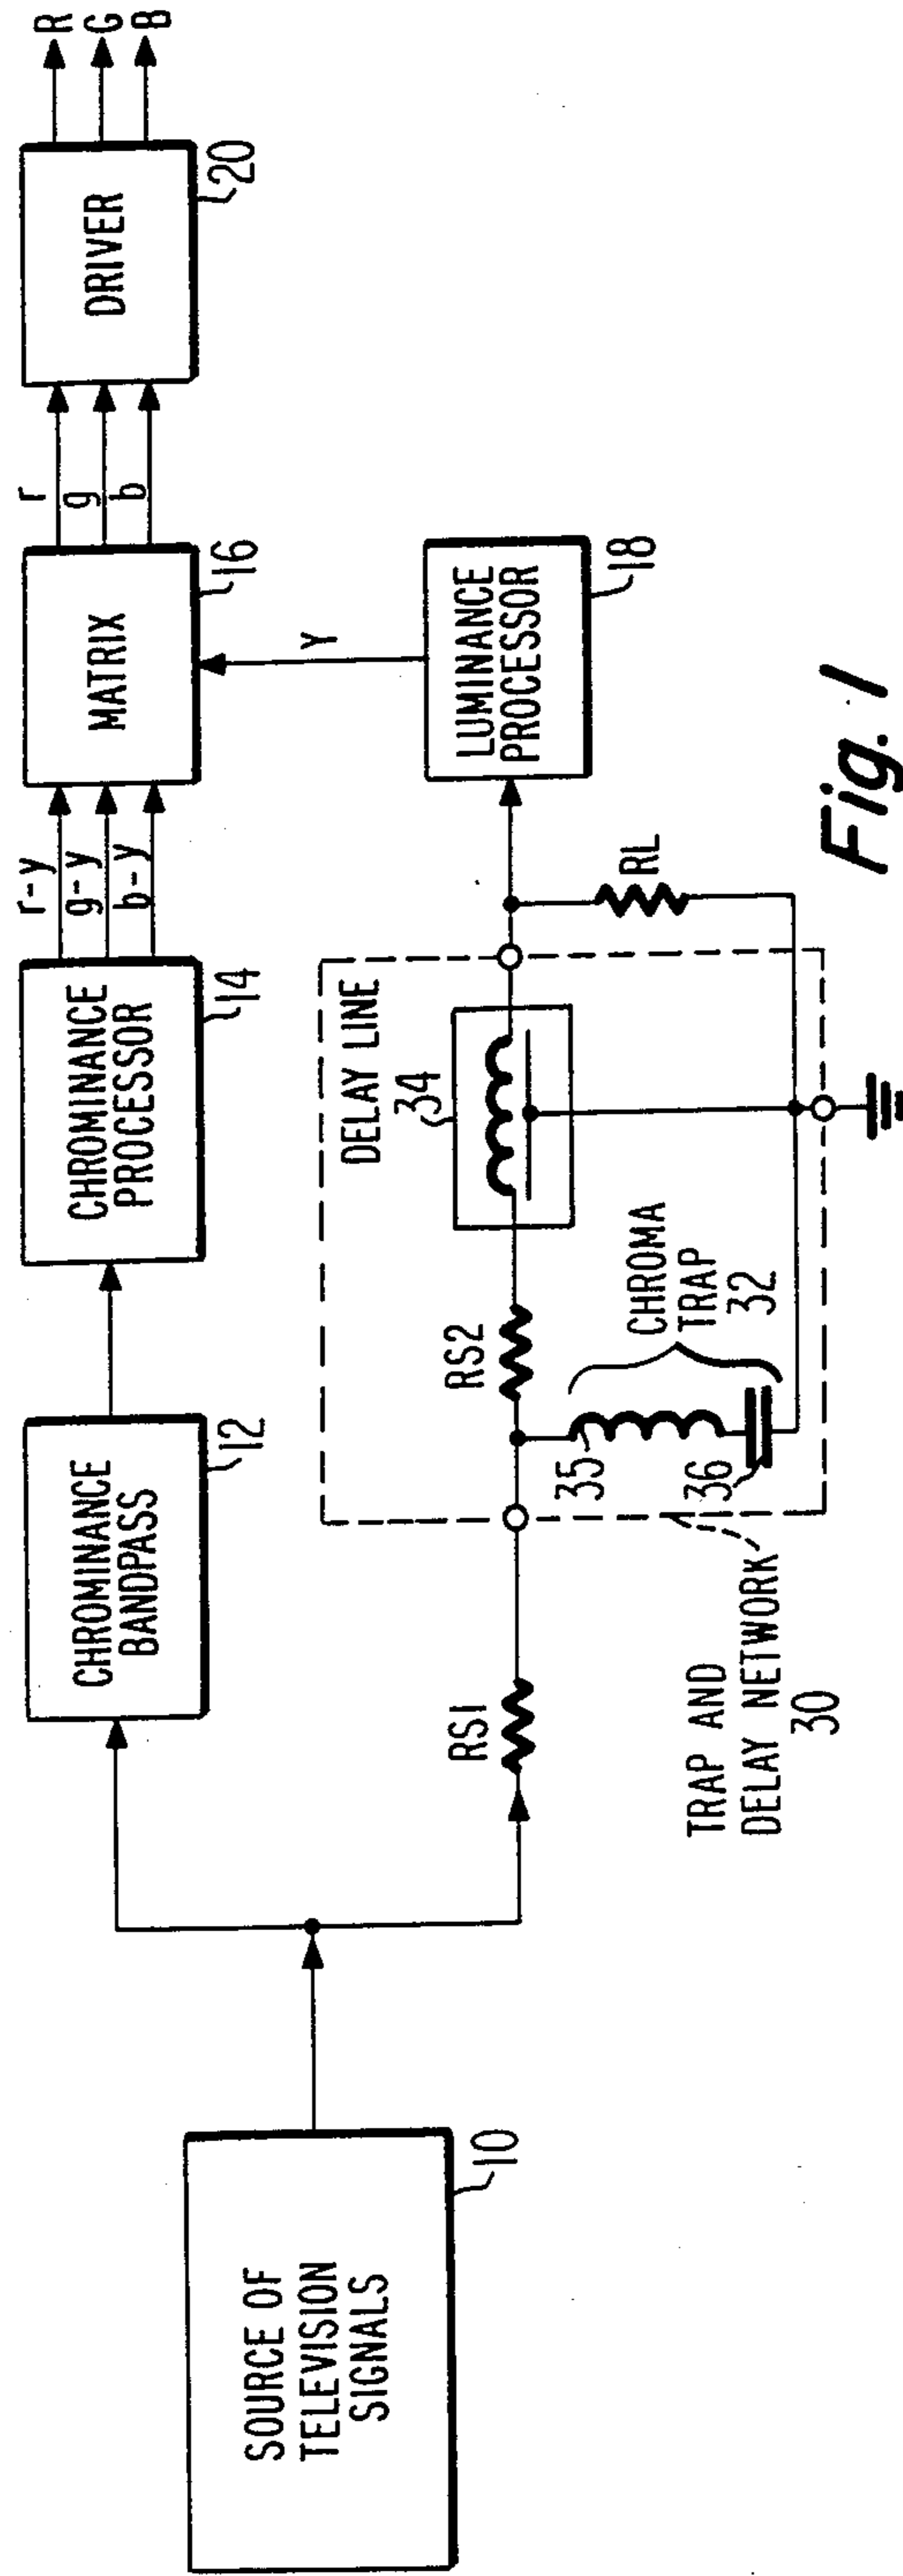 SOURCE OF
TELEVISION
SIGNALS
10
CHROMINANCE
BANDPASS
12
CHROMINANCE
PROCESSOR
14
r-y
g-y
b-y
MATRIX
16
r
g
b
DRIVER
20
R
G
B
RS1
TRAP AND
DELAY NETWORK
30
RS2
35
36
CHROMA
TRAP
32
DELAY LINE
34
RL
LUMINANCE
PROCESSOR
18
Y
Fig. 1